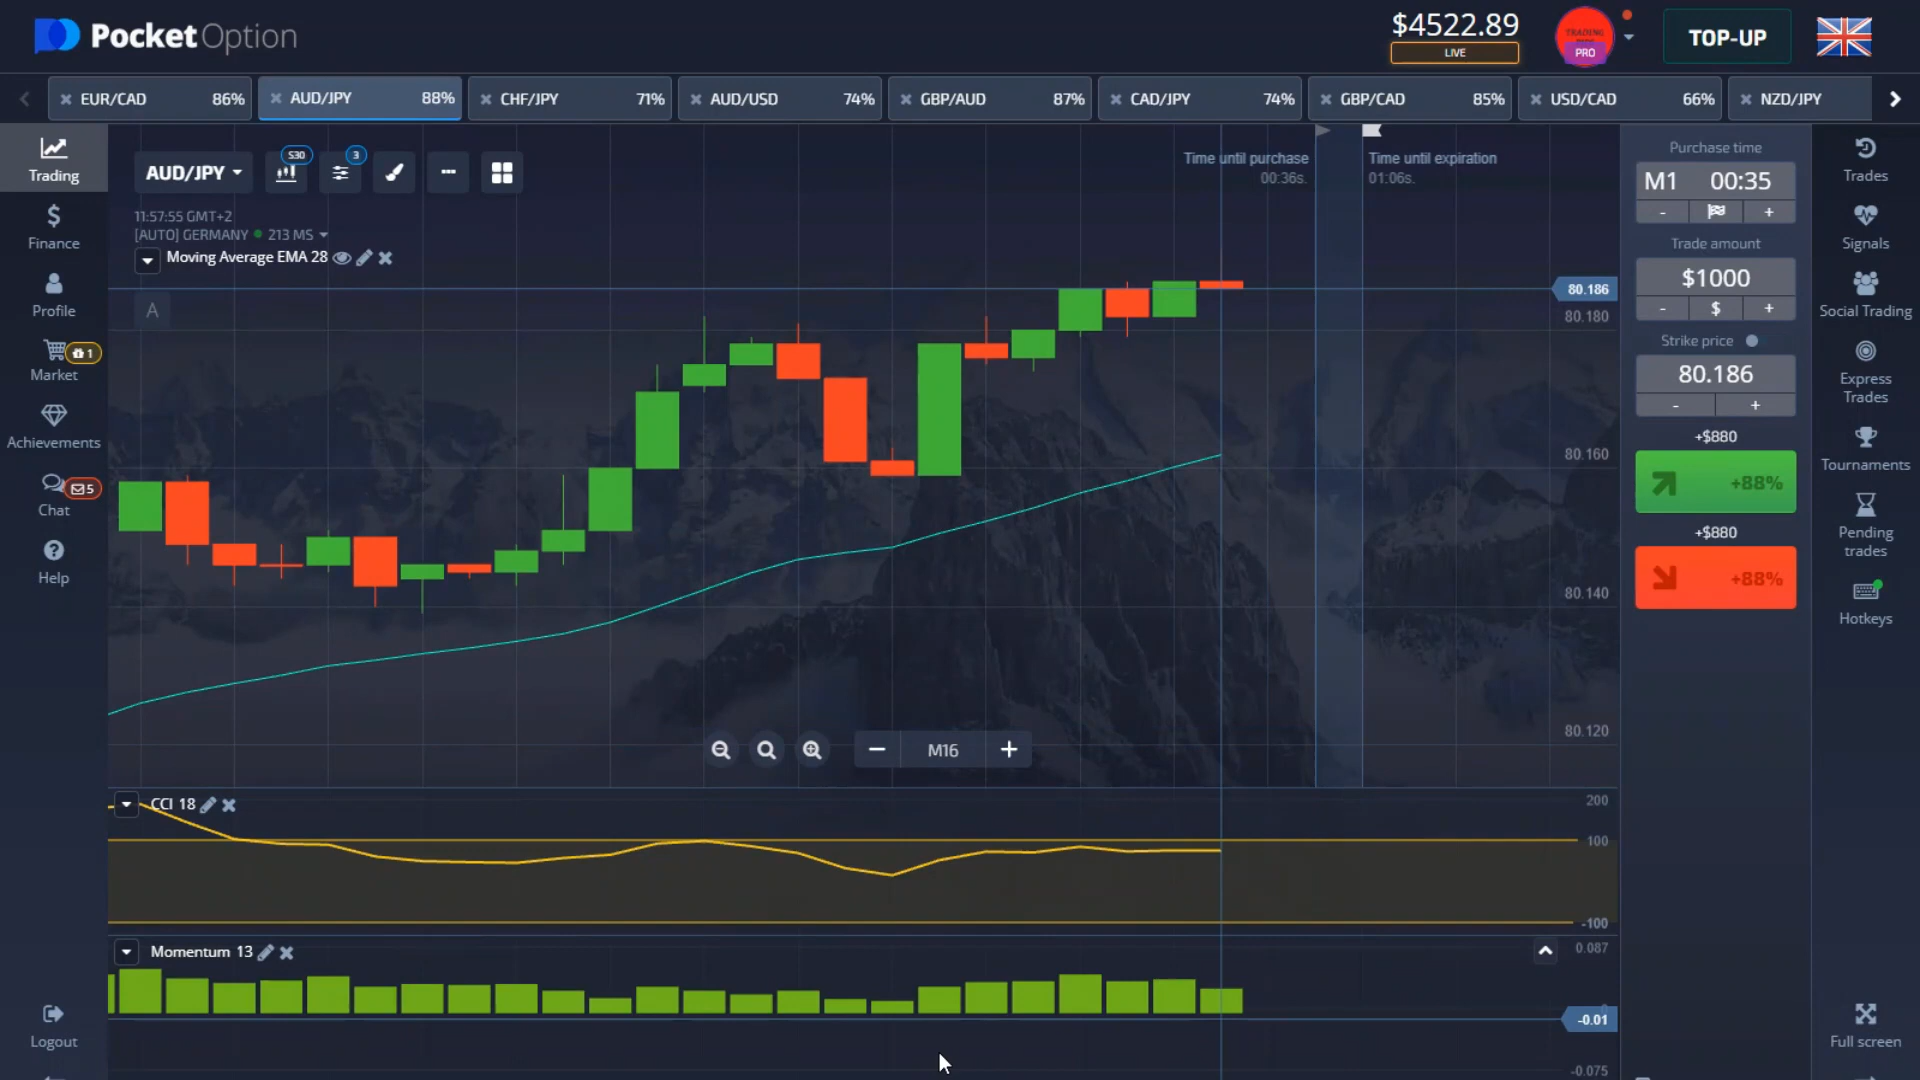 PocketOption
$4522.89
LIVE
TRADING
PRO
TOP-UP
EUR/CAD 86%
AUD/JPY 88%
CHF/JPY 71%
AUD/USD 74%
GBP/AUD 87%
CAD/JPY 74%
GBP/CAD 85%
USD/CAD 66%
NZD/JPY
Trading
Finance
Profile
Market
1
Achievements
Chat
5
Help
Logout
AUD/JPY
S30
3
11:57:55 GMT+2
[AUTO] GERMANY 213 MS
Moving Average EMA 28
A
Time until purchase
00:36s.
Time until expiration
01:06s.
80.186
80.180
80.160
80.140
80.120
M16
CCI 18
200
100
-100
Momentum 13
0.087
-0.01
-0.075
Purchase time
M1 00:35
- +
Trade amount
$1000
- $ +
Strike price
80.186
- +
+$880
+88%
+$880
+88%
Trades
Signals
Social Trading
Express
Trades
Tournaments
Pending
trades
Hotkeys
Full screen